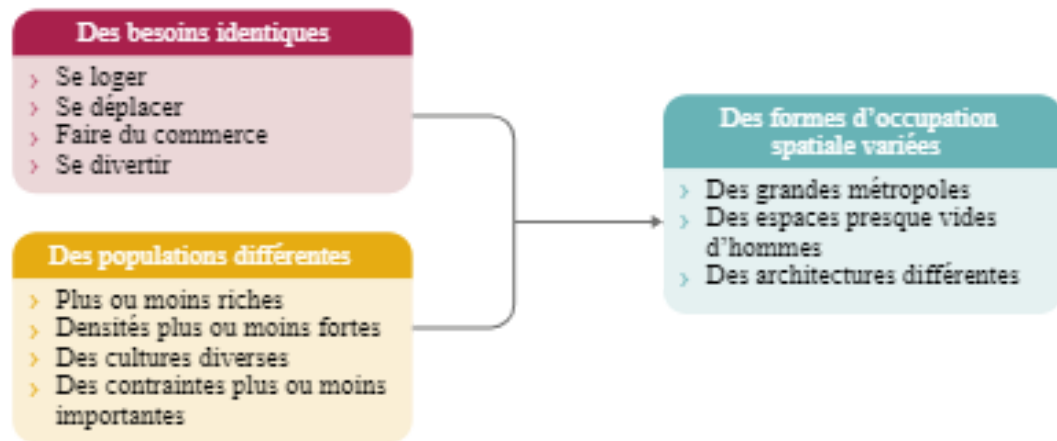 Des besoins identiques
› Se loger
› Se déplacer
› Faire du commerce
› Se divertir
Des populations différentes
› Plus ou moins riches
› Densités plus ou moins fortes
› Des cultures diverses
› Des contraintes plus ou moins
importantes
Des formes d’occupation
spatiale variées
› Des grandes métropoles
› Des espaces presque vides
d’hommes
› Des architectures différentes